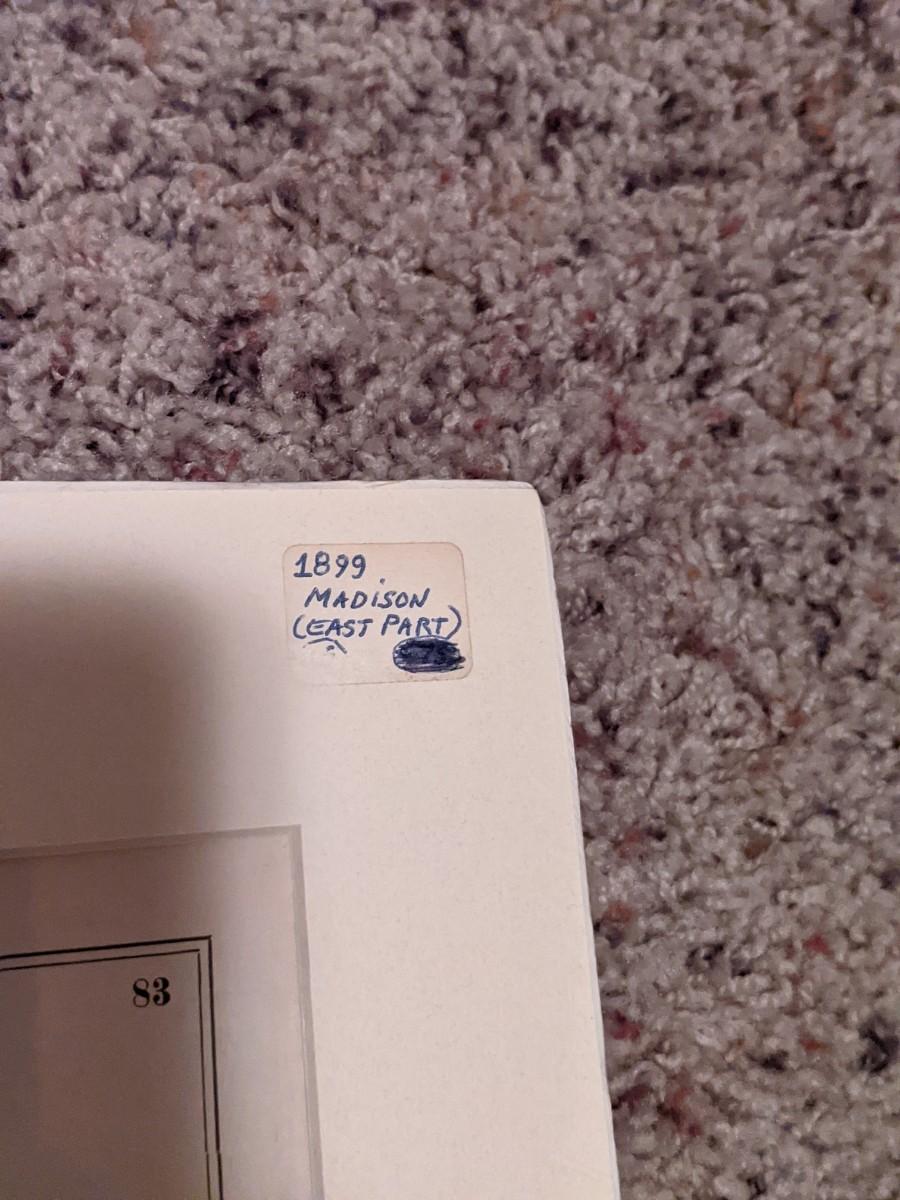 1899
MADISON
(EAST PART)
83